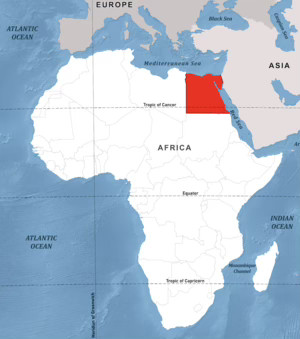 EUROPE
ATLANTIC
OCEAN
Black Sea
Caspian Sea
Mediterranean Sea
ASIA
Tropic of Cancer
Red Sea
AFRICA
Equator
INDIAN
OCEAN
ATLANTIC
OCEAN
Mozambique
Channel
Tropic of Capricorn
Meridian of Greenwich